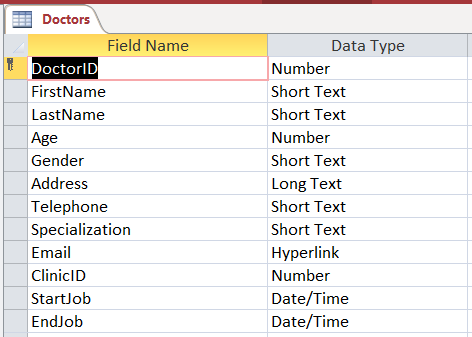 Doctors
Field Name Data Type
DoctorID Number
FirstName Short Text
LastName Short Text
Age Number
Gender Short Text
Address Long Text
Telephone Short Text
Specialization Short Text
Email Hyperlink
ClinicID Number
StartJob Date/Time
EndJob Date/Time